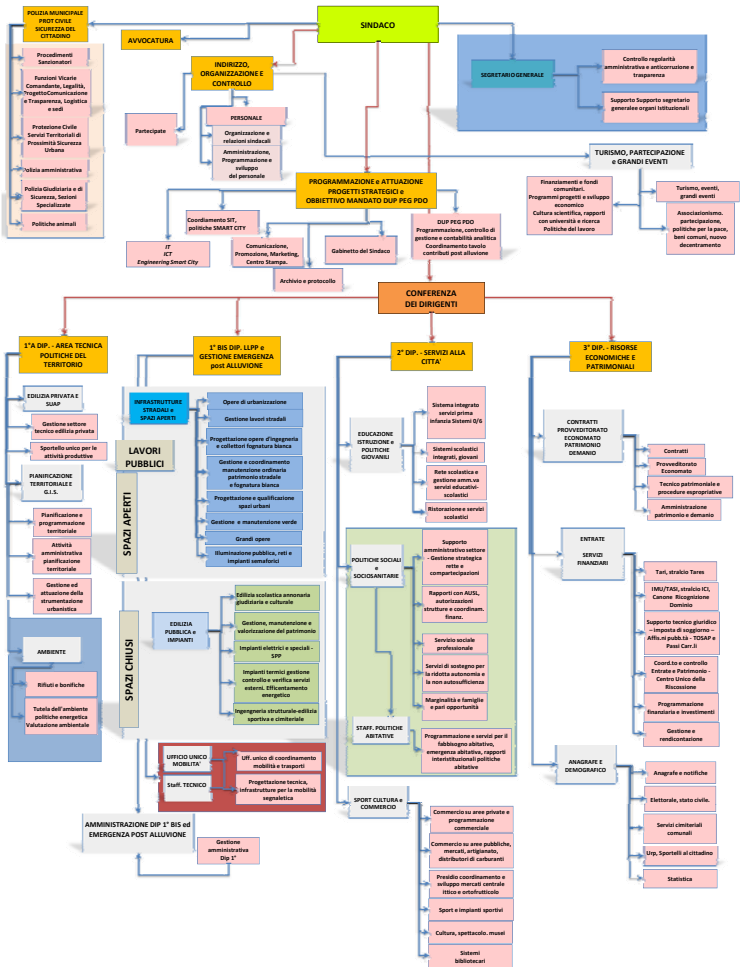 SINDACO
POLIZIA MUNICIPALE
PROT CIVILE
SICUREZZA DEL
CITTADINO
Procedimenti
Sanzionatori
Funzioni Vicarie
Comandante, Legalità,
ProgettoComunicazione
e Trasparenza, Logistica
e sedi
Protezione Civile
Servizi Territoriali di
Prossimità Sicurezza
Urbana
Polizia amministrativa
Polizia Giudiziaria e di
Sicurezza, Sezioni
Specializzate
Politiche animali
AVVOCATURA
INDIRIZZO,
ORGANIZZAZIONE E
CONTROLLO
Partecipate
PERSONALE
Organizzazione e
relazioni sindacali
Amministrazione,
Programmazione e
sviluppo
del personale
SEGRETARIO GENERALE
Controllo regolarità
amministrativa e anticorruzione e
trasparenza
Supporto Supporto segretario
generalee organi Istituzionali
TURISMO, PARTECIPAZIONE
e GRANDI EVENTI
Finanziamenti e fondi
comunitari.
Programmi progetti e sviluppo
economico
Cultura scientifica, rapporti
con università e ricerca
Politiche del lavoro
Turismo, eventi,
grandi eventi
Associazionismo.
partecipazione,
politiche per la pace,
beni comuni, nuovo
decentramento
PROGRAMMAZIONE e ATTUAZIONE
PROGETTI STRATEGICI e
OBBIETTIVO MANDATO DUP PEG PDO
IT
ICT
Engineering Smart City
Coordiamento SIT,
politiche SMART CITY
Comunicazione,
Promozione, Marketing,
Centro Stampa.
Archivio e protocollo
Gabinetto del Sindaco
DUP PEG PDO
Programmazione, controllo di
gestione e contabilità analitica
Coordinamento tavolo
contributi post alluvione
CONFERENZA
DEI DIRIGENTI
1°A DIP. - AREA TECNICA
POLITICHE DEL
TERRITORIO
EDILIZIA PRIVATA E
SUAP
Gestione settore
tecnico edilizia privata
Sportello unico per le
attività produttive
PIANIFICAZIONE
TERRITORIALE E
G.I.S.
Pianificazione e
programmazione
territoriale
Attività
amministrativa
pianificazione
territoriale
Gestione ed
attuazione della
strumentazione
urbanistica
AMBIENTE
Rifiuti e bonifiche
Tutela dell'ambiente
politiche energetica
Valutazione ambientale
1° BIS DIP. LLPP e
GESTIONE EMERGENZA
post ALLUVIONE
INFRASTRUTTURE
STRADALI e
SPAZI APERTI
LAVORI
PUBBLICI
SPAZI APERTI
Opere di urbanizzazione
Gestione lavori stradali
Progettazione opere d'ingegneria
e collettori fognatura bianca
Gestione e coordinamento
manutenzione ordinaria
patrimonio stradale
e fognatura bianca
Progettazione e qualificazione
spazi urbani
Gestione e manutenzione verde
Grandi opere
Illuminazione pubblica, reti e
impianti semaforici
SPAZI CHIUSI
EDILIZIA
PUBBLICA e
IMPIANTI
Edilizia scolastica annonaria
giudiziaria e culturale
Gestione, manutenzione e
valorizzazione del patrimonio
Impianti elettrici e speciali -
SPP
Impianti termici gestione
controllo e verifica servizi
esterni. Efficentamento
energetico
Ingengneria strutture-edilizia
sportiva e cimiteriale
UFFICIO UNICO
MOBILITA'
Staff. TECNICO
Uff. unico di coordinamento
mobilità e trasporti
Progettazione tecnica,
infrastrutture per la mobilità
segnaletica
AMMINISTRAZIONE DIP 1° BIS ed
EMERGENZA POST ALLUVIONE
Gestione
amministrativa
Dip 1°
2° DIP. - SERVIZI ALLA
CITTA'
EDUCAZIONE
ISTRUZIONE e
POLITICHE
GIOVANILI
Sistema integrato
servizi prima
infanzia Sistemi 0/6
Sistemi scolastici
integrati, giovani
Rete scolastica e
gestione amm.va
servizi educativi-
scolastici
Ristorazione e servizi
scolastici
POLITICHE SOCIALI
e
SOCIOSANITARIE
Supporto
amministrativo settore
- Gestione strategica
rette e
compartecipazioni
Rapporti con AUSL,
autorizzazioni
strutture e coordinam.
finanz.
Servizio sociale
professionale
Servizi di sostegno per
la ridotta autonomia e
la non autosufficienza
Marginalità e famiglie
e pari opportunità
STAFF. POLITICHE
ABITATIVE
Programmazione e servizi per il
fabbisogno abitativo,
emergenza abitativa, rapporti
interistituzionali politiche
abitative
SPORT CULTURA e
COMMERCIO
Commercio su aree private e
programmazione
commerciale
Commercio su aree pubbliche,
mercati, artigianato,
distributori di carburanti
Presidio coordinamento e
sviluppo mercati centrale
ittico e ortofrutticolo
Sport e impianti sportivi
Cultura, spettacolo. musei
Sistemi
bibliotecari
3° DIP. - RISORSE
ECONOMICHE E
PATRIMONIALI
CONTRATTI
PROVVEDITORATO
ECONOMATO
PATRIMONIO
DEMANIO
Contratti
Provveditorato
Economato
Tecnico patrimonio e
procedure espropriative
Amministrazione
patrimonio e demanio
ENTRATE
SERVIZI
FINANZIARI
Tari, stralcio Tares
IMU/TASI, stralcio ICI,
Canone Ricognizione
Dominio
Supporto tecnico giuridico
– imposta di soggiorno –
Affis.ni pubb.tà - TOSAP e
Passi Carr.li
Coord.to e controllo
Entrate e Patrimonio -
Centro Unico della
Riscossione
Programmazione
finanziaria e investimenti
Gestione e
rendicontazione
ANAGRAFE E
DEMOGRAFICO
Anagrafe e notifiche
Elettorale, stato civile.
Servizi cimiteriali
comunali
Urp, Sportelli al cittadino
Statistica